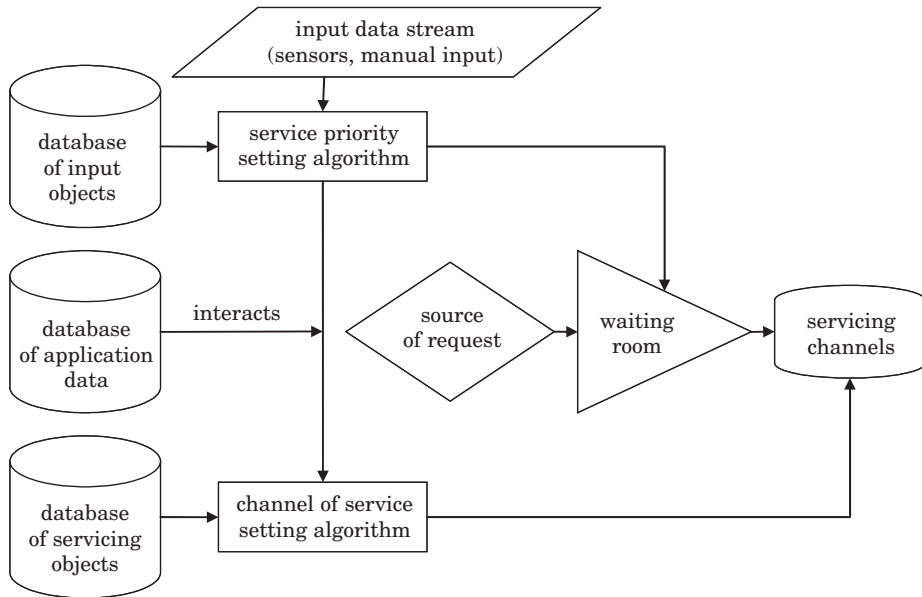 input data stream
(sensors, manual input)
database
of input
objects
service priority
setting algorithm
interacts
database
of application
data
source
of request
waiting
room
servicing
channels
database
of servicing
objects
channel of service
setting algorithm